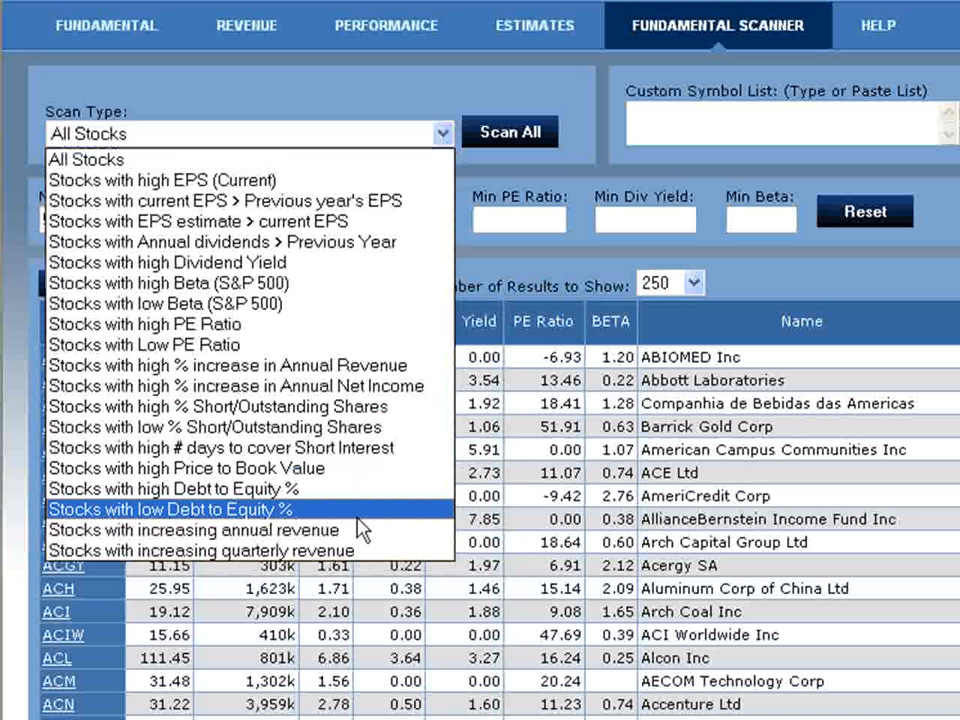 FUNDAMENTAL REVENUE PERFORMANCE ESTIMATES FUNDAMENTAL SCANNER HELP
Scan Type:
All Stocks
Scan All
Custom Symbol List: (Type or Paste List)
All Stocks
Stocks with high EPS (Current)
Stocks with current EPS > Previous year's EPS
Stocks with EPS estimate > current EPS
Stocks with Annual dividends > Previous Year
Stocks with high Dividend Yield
Stocks with high Beta (S&P 500)
Stocks with low Beta (S&P 500)
Stocks with high PE Ratio
Stocks with Low PE Ratio
Stocks with high % increase in Annual Revenue
Stocks with high % increase in Annual Net Income
Stocks with high % Short/Outstanding Shares
Stocks with low % Short/Outstanding Shares
Stocks with high # days to cover Short Interest
Stocks with high Price to Book Value
Stocks with high Debt to Equity %
Stocks with low Debt to Equity %
Stocks with increasing annual revenue
Stocks with increasing quarterly revenue
Min PE Ratio: Min Div Yield: Min Beta:
Reset
of Results to Show: 250
Yield PE Ratio BETA Name
0.00 -6.93 1.20 ABIOMED Inc
3.54 13.46 0.22 Abbott Laboratories
1.92 18.41 1.28 Companhia de Bebidas das Americas
1.06 51.91 0.63 Barrick Gold Corp
5.91 0.00 1.07 American Campus Communities Inc
2.73 11.07 0.74 ACE Ltd
0.00 -9.42 2.76 AmeriCredit Corp
7.85 0.00 0.38 AllianceBernstein Income Fund Inc
0.00 18.64 0.60 Arch Capital Group Ltd
ACGY 11.15 303k 1.61 0.22 1.97 6.91 2.12 Acergy SA
ACH 25.95 1,623k 1.71 0.38 1.46 15.14 2.09 Aluminum Corp of China Ltd
ACI 19.12 7,909k 2.10 0.36 1.88 9.08 1.65 Arch Coal Inc
ACIW 15.66 410k 0.33 0.00 0.00 47.69 0.39 ACI Worldwide Inc
ACL 111.45 801k 6.86 3.64 3.27 16.24 0.25 Alcon Inc
ACM 31.48 1,302k 1.56 0.00 0.00 20.24 AECOM Technology Corp
ACN 31.22 3,959k 2.78 0.50 1.60 11.23 0.74 Accenture Ltd